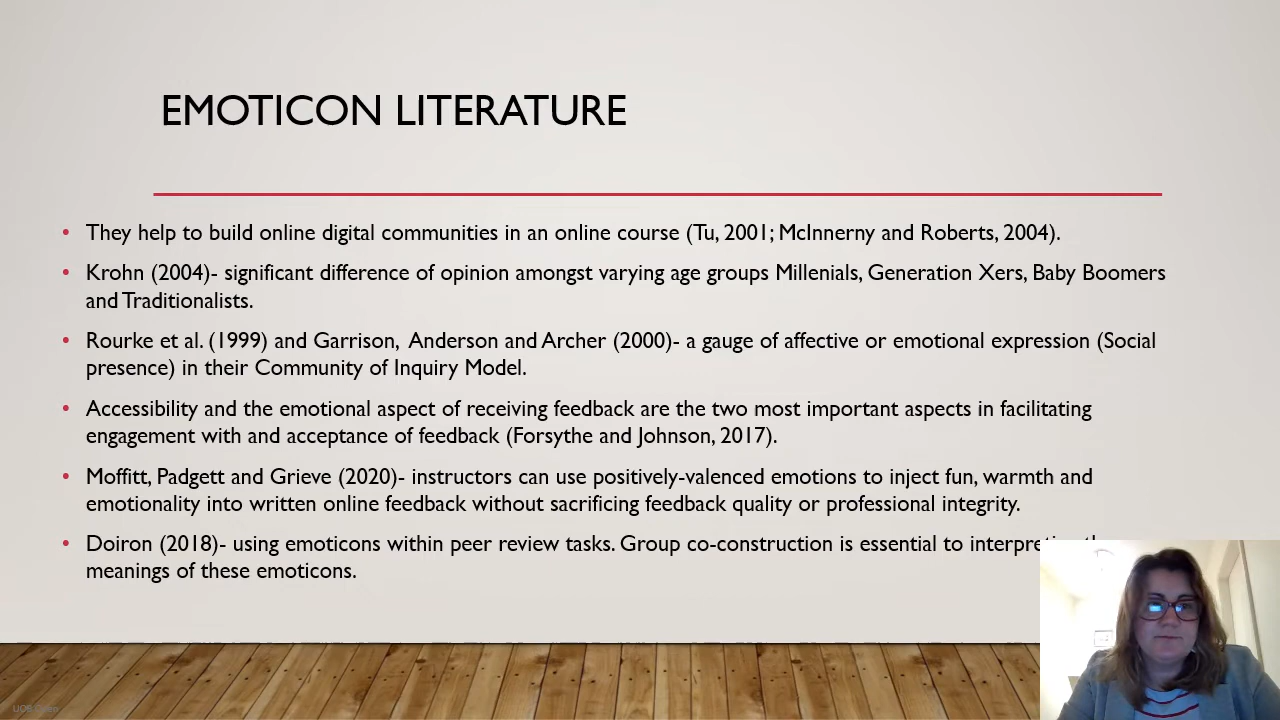 EMOTICON LITERATURE
• They help to build online digital communities in an online course (Tu, 2001; McInnerny and Roberts, 2004).
• Krohn (2004)- significant difference of opinion amongst varying age groups Millenials, Generation Xers, Baby Boomers
and Traditionalists.
• Rourke et al. (1999) and Garrison, Anderson and Archer (2000)- a gauge of affective or emotional expression (Social
presence) in their Community of Inquiry Model.
• Accessibility and the emotional aspect of receiving feedback are the two most important aspects in facilitating
engagement with and acceptance of feedback (Forsythe and Johnson, 2017).
• Moffitt, Padgett and Grieve (2020)- instructors can use positively-valenced emotions to inject fun, warmth and
emotionality into written online feedback without sacrificing feedback quality or professional integrity.
• Doiron (2018)- using emoticons within peer review tasks. Group co-construction is essential to
meanings of these emoticons.
UOB Open